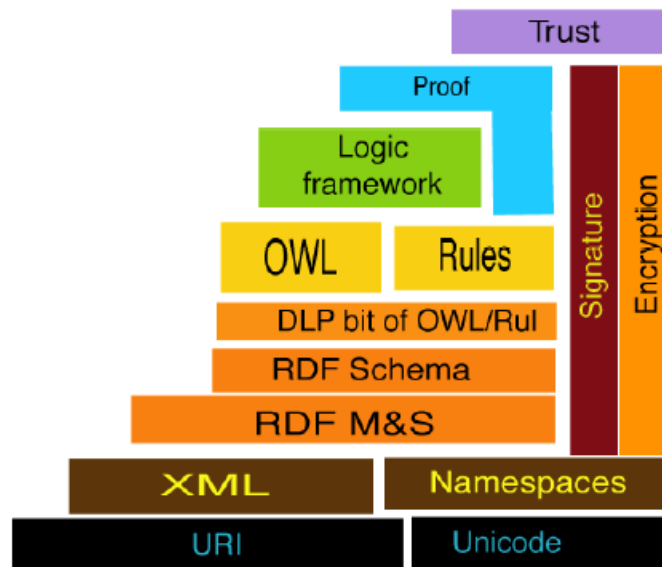 Trust
Proof
Logic
framework
OWL
Rules
DLP bit of OWL/Rul
RDF Schema
RDF M&S
Signature
Encryption
XML
Namespaces
URI
Unicode